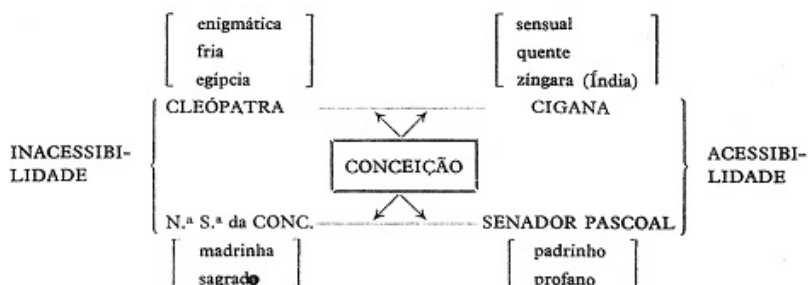 enigmática
fria
egípcia
sensual
quente
zíngara (Índia)
CLEÓPATRA
CIGANA
INACESSIBI-
LIDADE
CONCEIÇÃO
ACESSIBI-
LIDADE
N.ª S.ª da CONC.
SENADOR PASCOAL
madrinha
sagrado
padrinho
profano